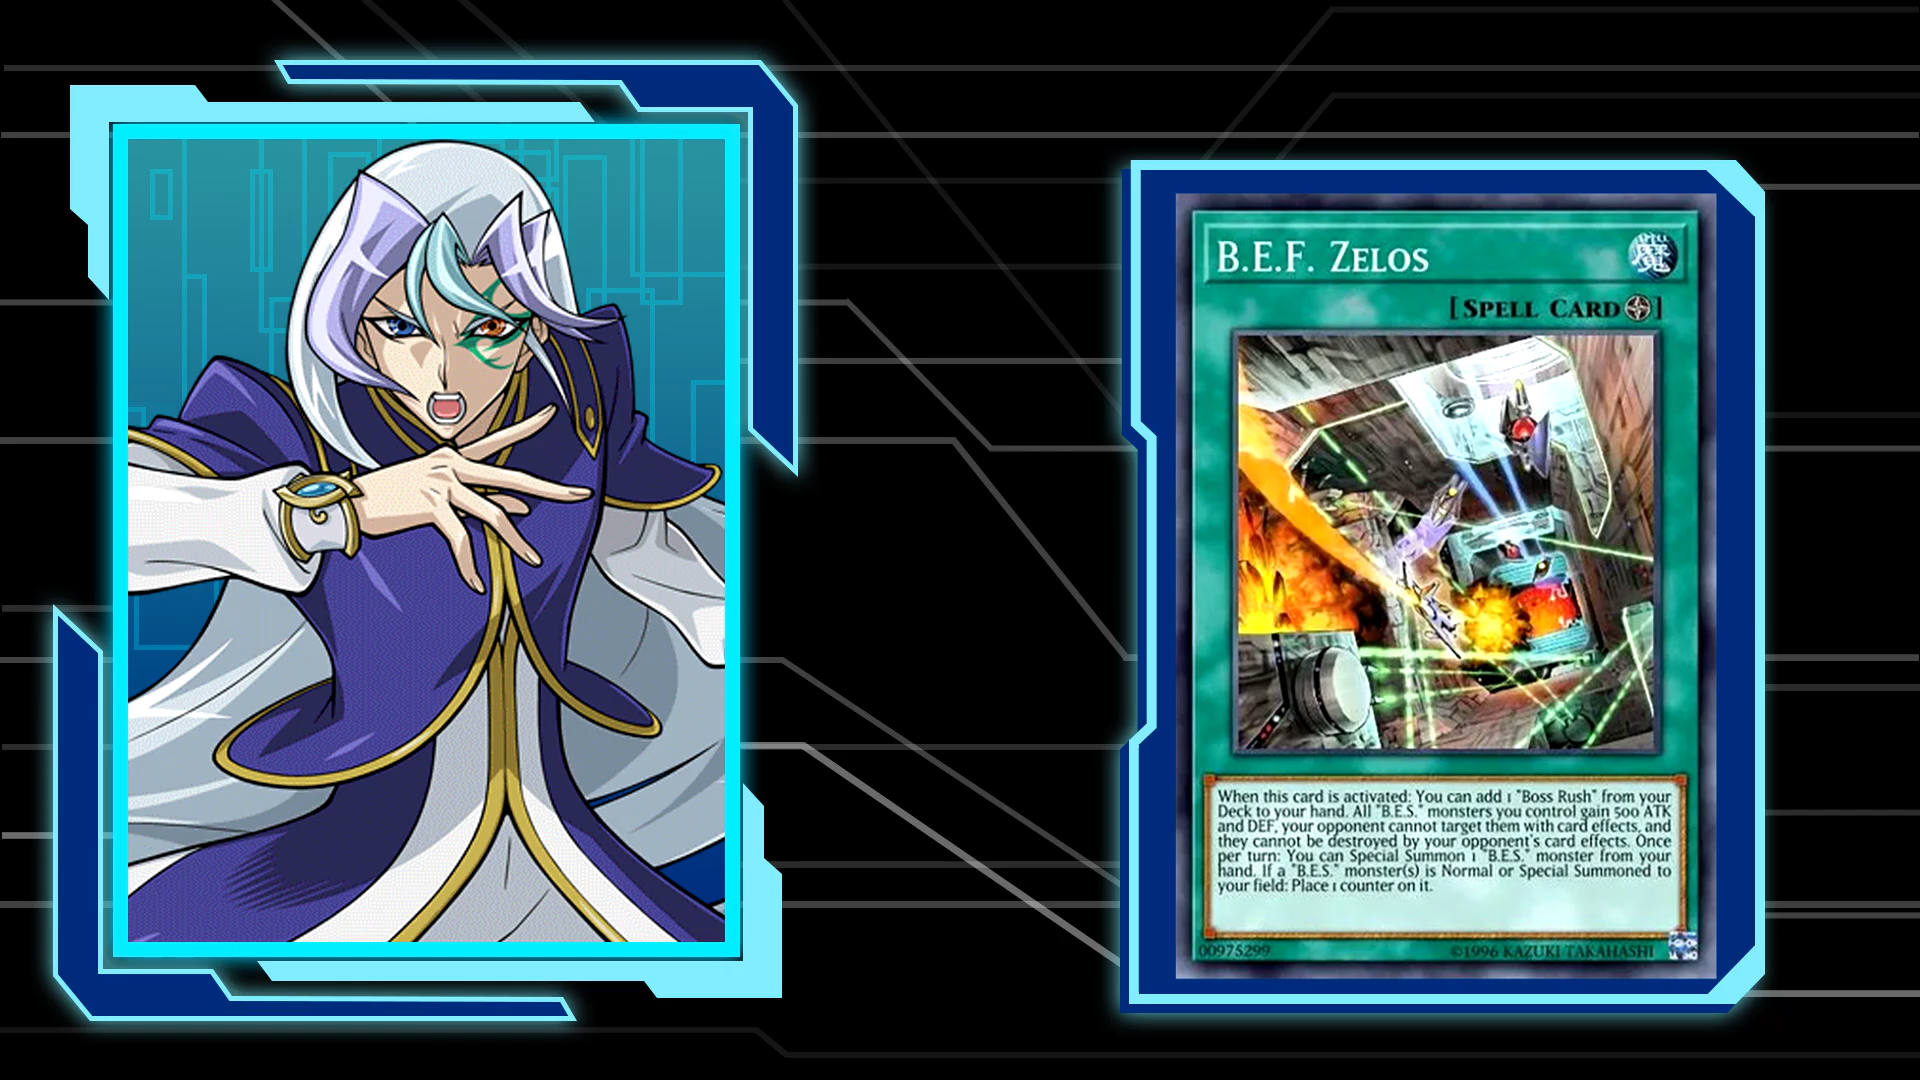 B.E.F. Zelos
[Spell Card]
When this card is activated: You can add 1 "Boss Rush" from your
Deck to your hand. All "B.E.S." monsters you control gain 500 ATK
and DEF, your opponent cannot target them with card effects, and
they cannot be destroyed by your opponent's card effects. Once
per turn: You can Special Summon 1 "B.E.S." monster from your
hand. If a "B.E.S." monster(s) is Normal or Special Summoned to
your field: Place 1 counter on it.
00975299 ©1996 KAZUKI TAKAHASHI